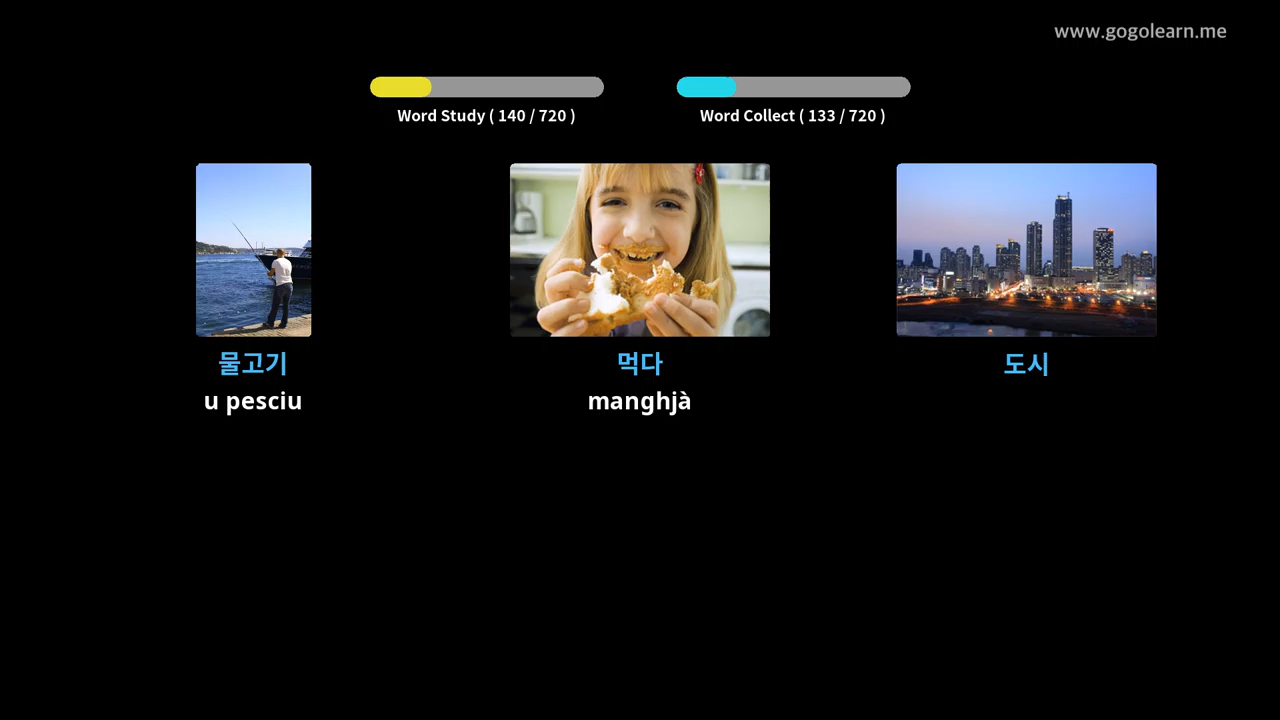 www.gogolearn.me
Word Study ( 140 / 720 )
Word Collect ( 133 / 720 )
물고기
먹다
도시
u pesciu
manghjà